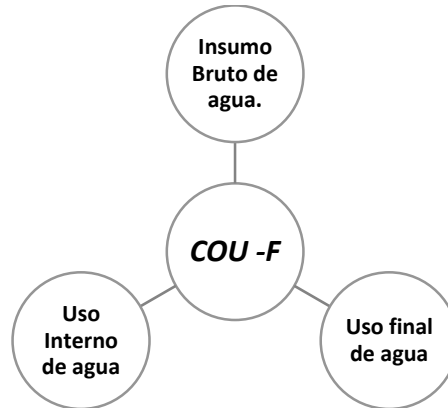 Insumo
Bruto de
agua.
COU -F
Uso
Interno
de agua
Uso final
de agua